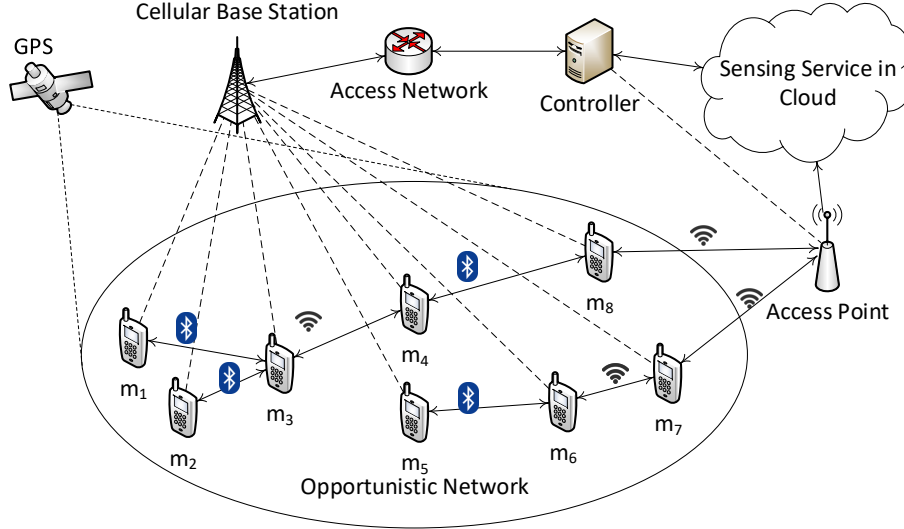 Cellular Base Station
GPS
Access Network
Controller
Sensing Service in
Cloud
Access Point
m₈
m₄
m₁
m₃
m₇
m₂
m₅
m₆
Opportunistic Network